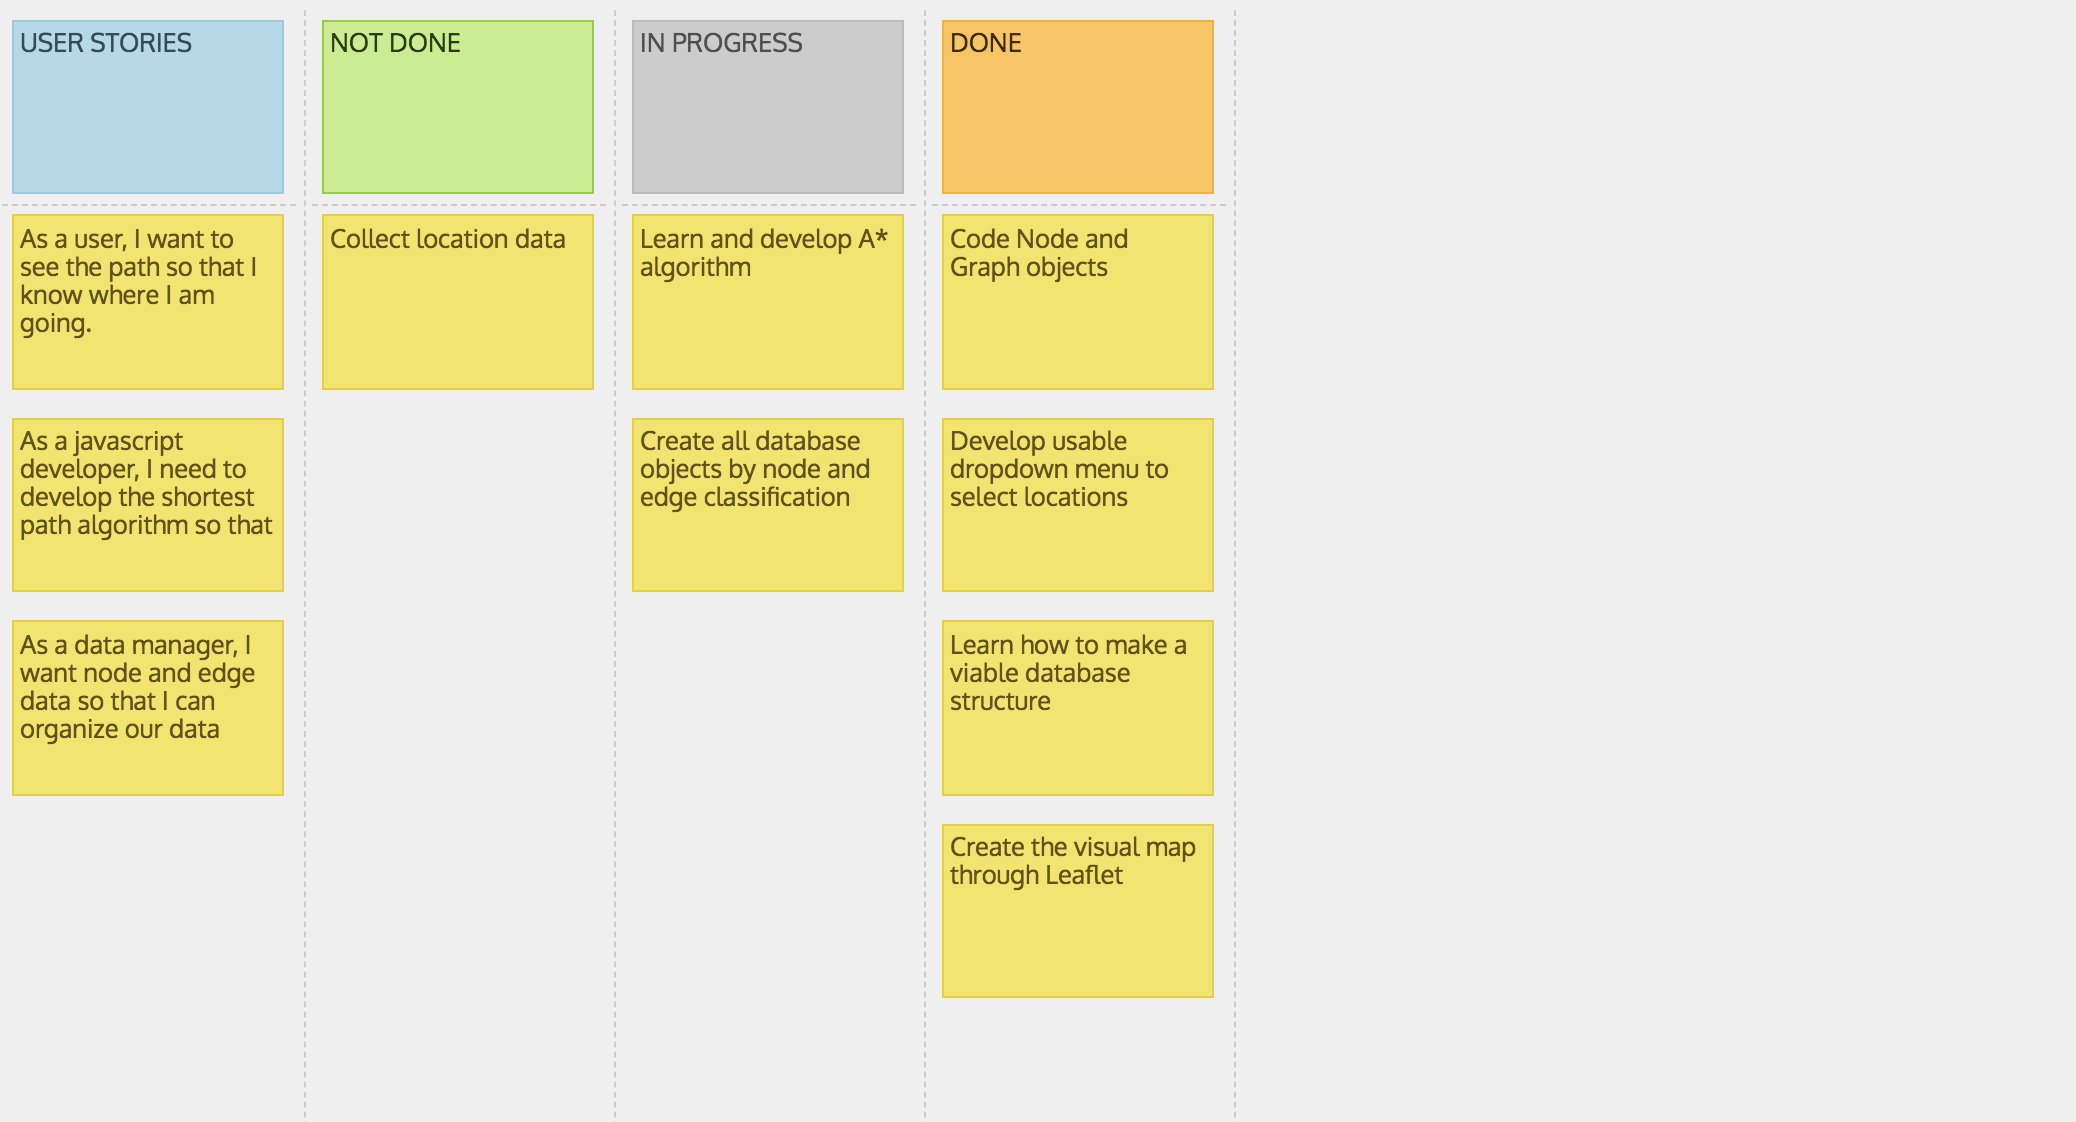 USER STORIES
As a user, I want to
see the path so that I
know where I am
going.
As a javascript
developer, I need to
develop the shortest
path algorithm so that
As a data manager, I
want node and edge
data so that I can
organize our data
NOT DONE
Collect location data
IN PROGRESS
Learn and develop A*
algorithm
Create all database
objects by node and
edge classification
DONE
Code Node and
Graph objects
Develop usable
dropdown menu to
select locations
Learn how to make a
viable database
structure
Create the visual map
through Leaflet